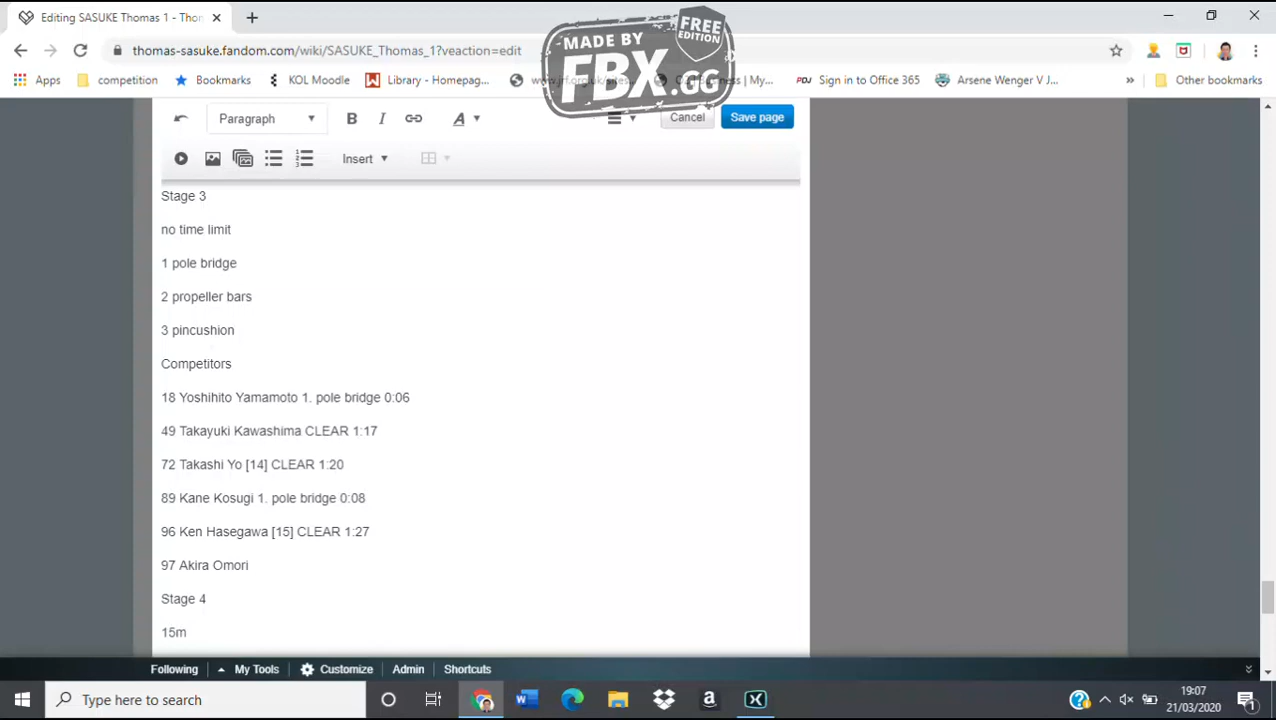 Editing SASUKE Thomas 1 - Thon
thomas-sasuke.fandom.com/wiki/SASUKE_Thomas_1?veaction=edit
MADE BY
FBX.GG
FREE
EDITION
Apps competition Bookmarks KOL Moodle Library - Homepag... Sign in to Office 365 Arsene Wenger V J... » Other bookmarks
Paragraph B I A Cancel Save page
Insert
Stage 3
no time limit
1 pole bridge
2 propeller bars
3 pincushion
Competitors
18 Yoshihito Yamamoto 1. pole bridge 0:06
49 Takayuki Kawashima CLEAR 1:17
72 Takashi Yo [14] CLEAR 1:20
89 Kane Kosugi 1. pole bridge 0:08
96 Ken Hasegawa [15] CLEAR 1:27
97 Akira Omori
Stage 4
15m
Following My Tools Customize Admin Shortcuts
Type here to search
19:07
21/03/2020